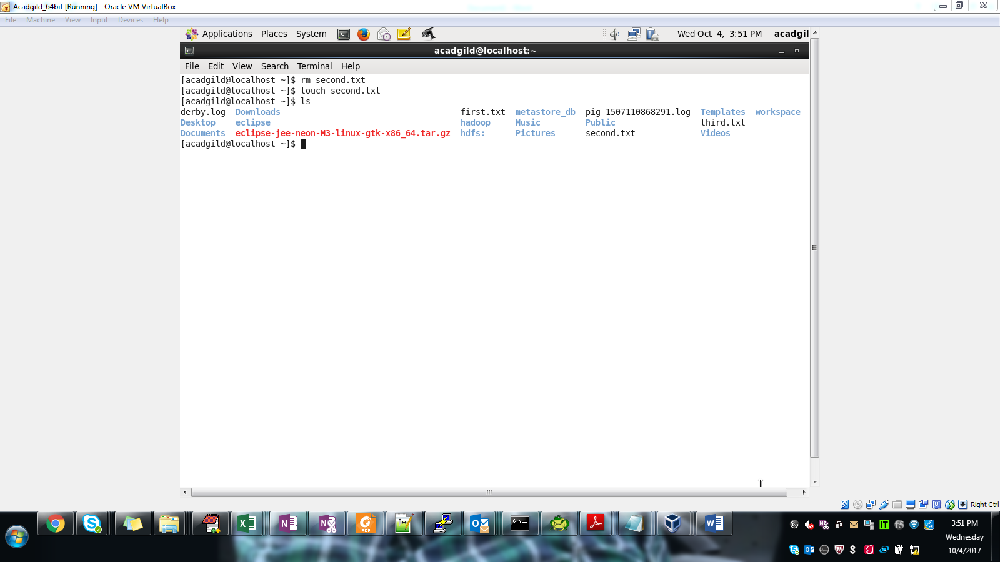 Acadgild_64bit [Running] - Oracle VM VirtualBox
File Machine View Input Devices Help
Applications Places System Wed Oct 4, 3:51 PM acadgil
acadgild@localhost:~
File Edit View Search Terminal Help
[acadgild@localhost ~]$ rm second.txt
[acadgild@localhost ~]$ touch second.txt
[acadgild@localhost ~]$ ls
derby.log Downloads first.txt metastore_db pig_1507110868291.log Templates workspace
Desktop eclipse hadoop Music Public third.txt
Documents eclipse-jee-neon-M3-linux-gtk-x86_64.tar.gz hdfs: Pictures second.txt Videos
[acadgild@localhost ~]$
Right Ctrl
3:51 PM
Wednesday
10/4/2017